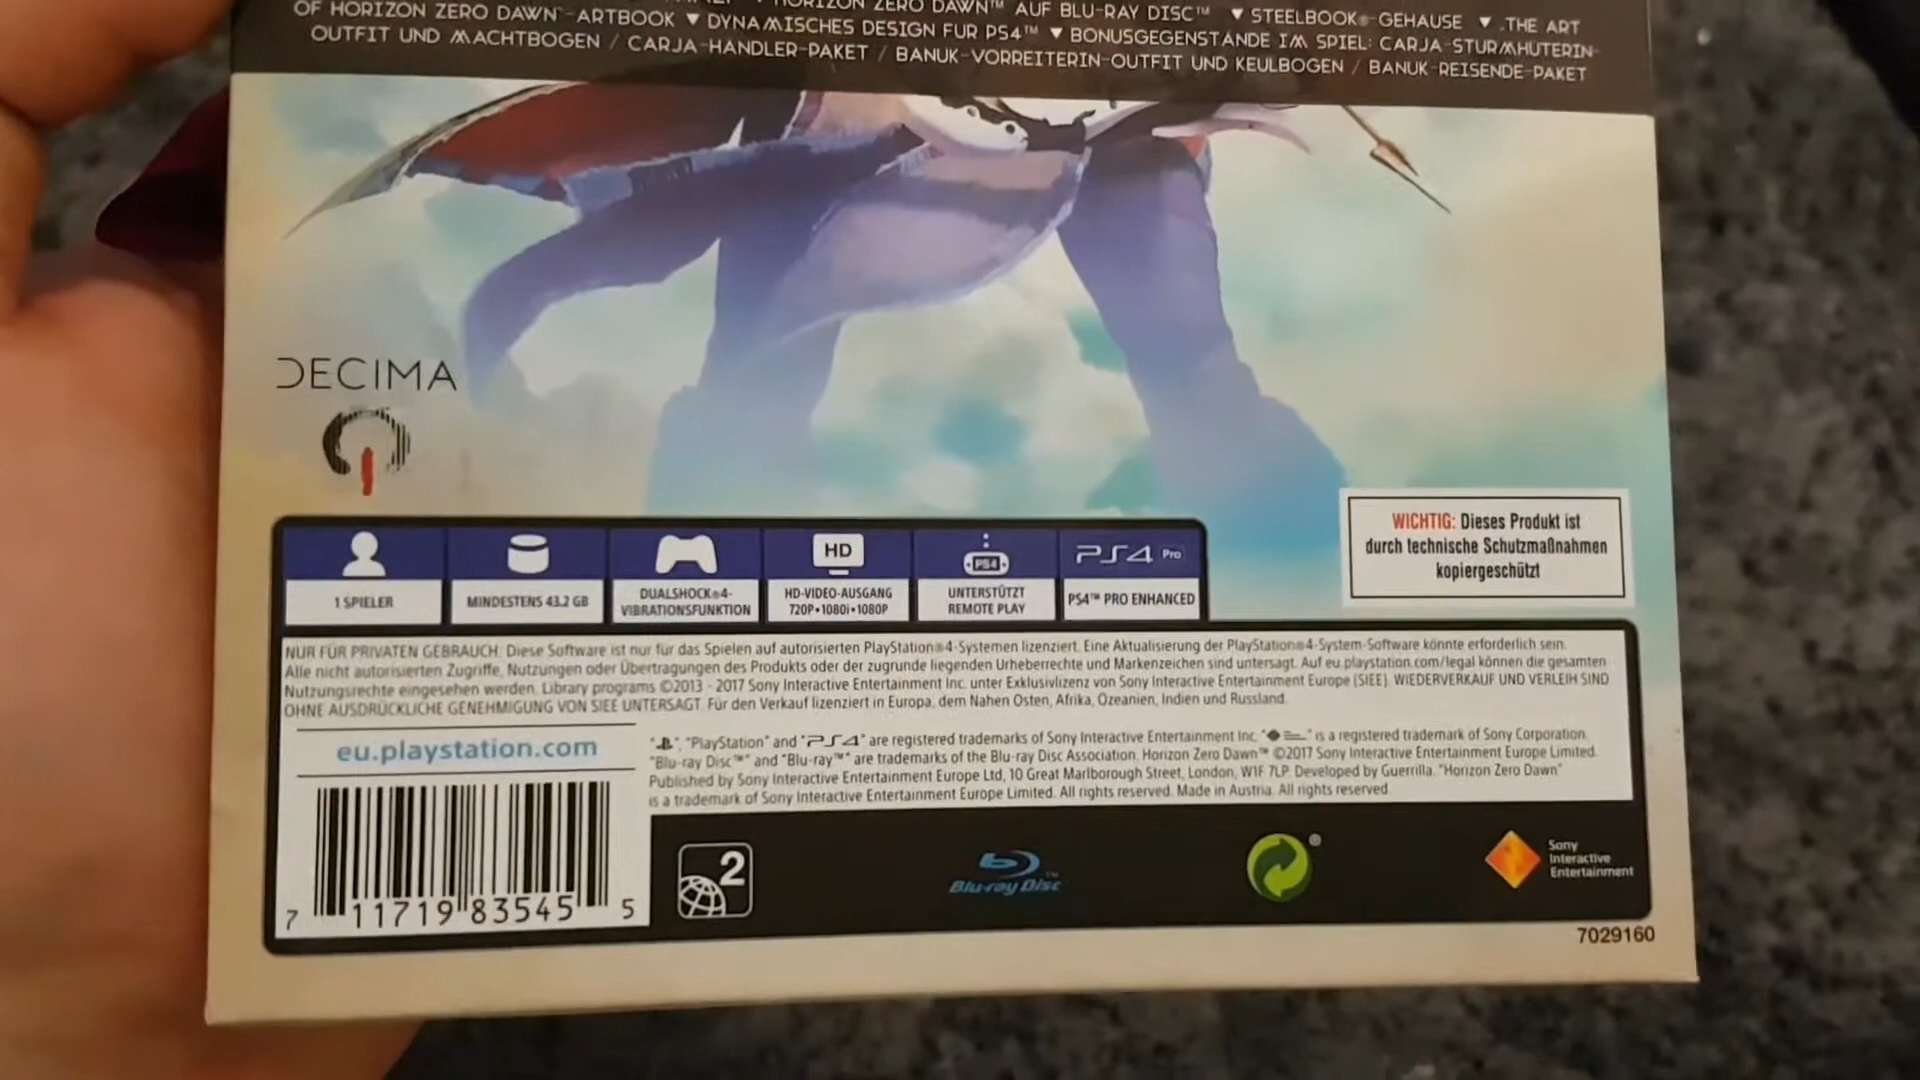 HORIZON ZERO DAWN™ AUF BLU-RAY DISC™ ▼ STEELBOOK®-GEHÄUSE ▼ „THE ART
OF HORIZON ZERO DAWN“-ARTBOOK ▼ DYNAMISCHES DESIGN FÜR PS4™ ▼ BONUSGEGENSTÄNDE IM SPIEL: CARJA-STURMHÜTERIN-
OUTFIT UND MACHTBOGEN / CARJA-HÄNDLER-PAKET / BANUK-VORREITERIN-OUTFIT UND KEULBOGEN / BANUK-REISENDE-PAKET
DECIMA
WICHTIG: Dieses Produkt ist
durch technische Schutzmaßnahmen
kopiergeschützt
1 SPIELER
MINDESTENS 43.2 GB
DUALSHOCK®4-
VIBRATIONSFUNKTION
HD
HD-VIDEO-AUSGANG
720P•1080i•1080P
PS4
UNTERSTÜTZT
REMOTE PLAY
PS4 Pro
PS4™ PRO ENHANCED
NUR FÜR PRIVATEN GEBRAUCH: Diese Software ist nur für das Spielen auf autorisierten PlayStation®4-Systemen lizenziert. Eine Aktualisierung der PlayStation®4-System-Software könnte erforderlich sein.
Alle nicht autorisierten Zugriffe, Nutzungen oder Übertragungen des Produkts oder der zugrunde liegenden Urheberrechte und Markenzeichen sind untersagt. Auf eu.playstation.com/legal können die gesamten
Nutzungsrechte eingesehen werden. Library programs ©2013 - 2017 Sony Interactive Entertainment Inc. unter Exklusivlizenz von Sony Interactive Entertainment Europe (SIEE). WIEDERVERKAUF UND VERLEIH SIND
OHNE AUSDRÜCKLICHE GENEHMIGUNG VON SIEE UNTERSAGT. Für den Verkauf lizenziert in Europa, dem Nahen Osten, Afrika, Ozeanien, Indien und Russland.
eu.playstation.com
"PlayStation" and "PS4" are registered trademarks of Sony Interactive Entertainment Inc. " " is a registered trademark of Sony Corporation.
"Blu-ray Disc™" and "Blu-ray™" are trademarks of the Blu-ray Disc Association. Horizon Zero Dawn™ ©2017 Sony Interactive Entertainment Europe Limited.
Published by Sony Interactive Entertainment Europe Ltd, 10 Great Marlborough Street, London, W1F 7LP. Developed by Guerrilla. "Horizon Zero Dawn"
is a trademark of Sony Interactive Entertainment Europe Limited. All rights reserved. Made in Austria. All rights reserved.
7 11719 83545 5
2
Blu-ray Disc™
Sony
Interactive
Entertainment
7029160